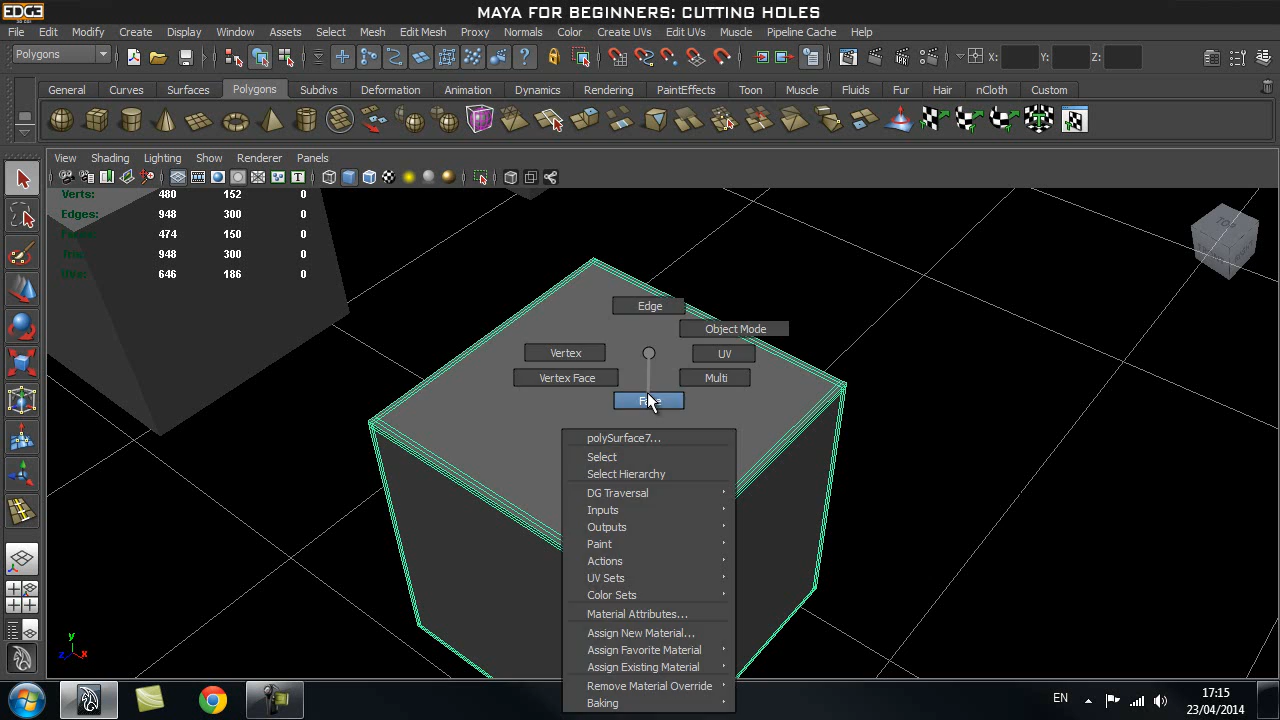 EDGE
MAYA FOR BEGINNERS: CUTTING HOLES
File Edit Modify Create Display Window Assets Select Mesh Edit Mesh Proxy Normals Color Create UVs Edit UVs Muscle Pipeline Cache Help
Polygons X: Y: Z:
General Curves Surfaces Polygons Subdivs Deformation Animation Dynamics Rendering PaintEffects Toon Muscle Fluids Fur Hair nCloth Custom
View Shading Lighting Show Renderer Panels
Verts: 480 152 0
Edges: 948 300 0
474 150 0
948 300 0
UVs: 646 186 0
TOP
Edge
Object Mode
Vertex UV
Vertex Face Multi
polySurface7...
Select
Select Hierarchy
DG Traversal
Inputs
Outputs
Paint
Actions
UV Sets
Color Sets
Material Attributes...
Assign New Material...
Assign Favorite Material
Assign Existing Material
Remove Material Override
Baking
y
z x
EN 17:15
23/04/2014